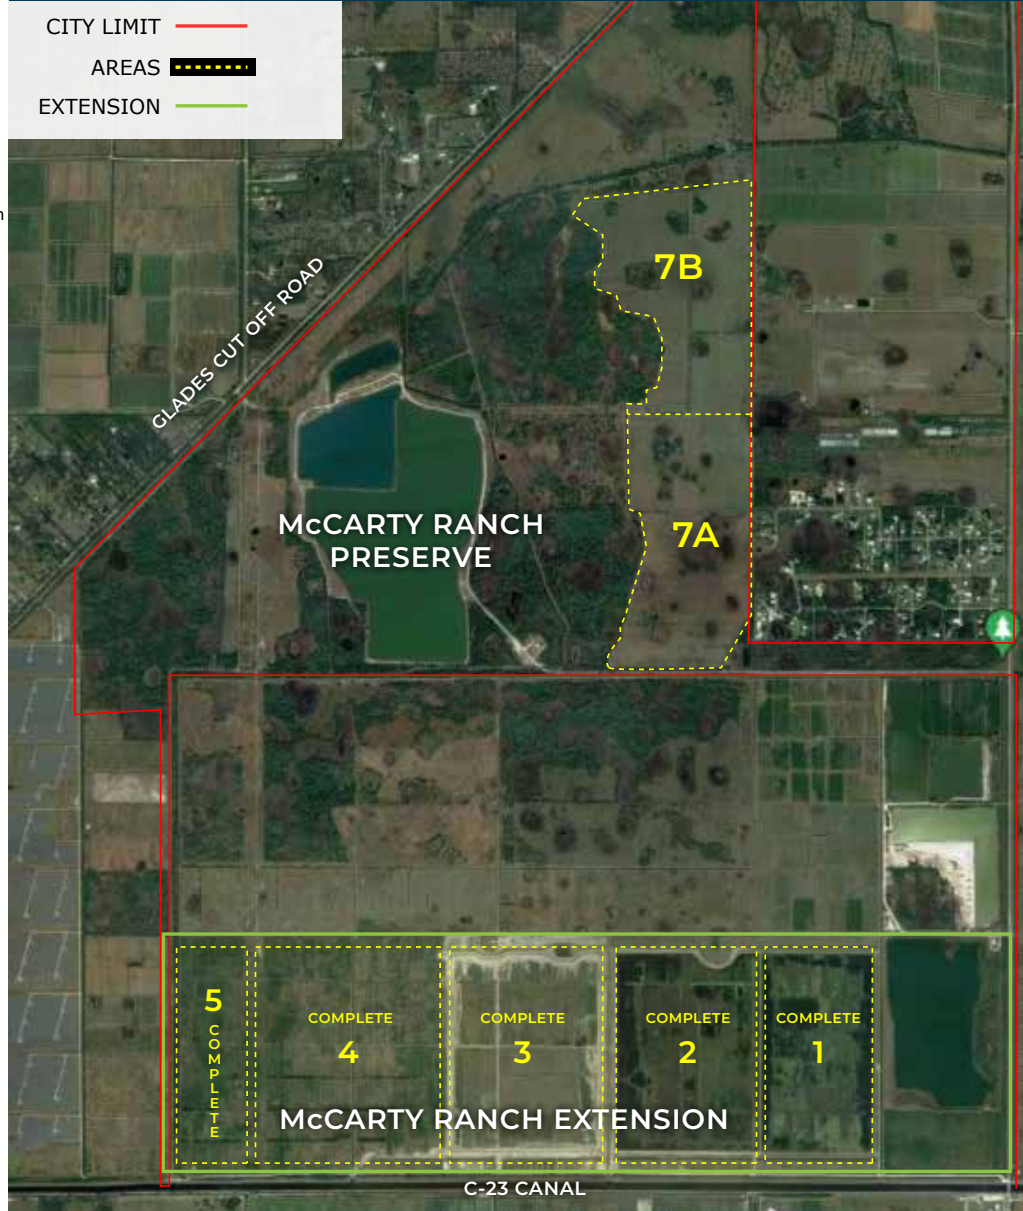 CITY LIMIT
AREAS
EXTENSION
n
GLADES CUT OFF ROAD
7B
McCARTY RANCH
PRESERVE
7A
5
COMPLETE
COMPLETE
4
COMPLETE
3
COMPLETE
2
COMPLETE
1
McCARTY RANCH EXTENSION
C-23 CANAL